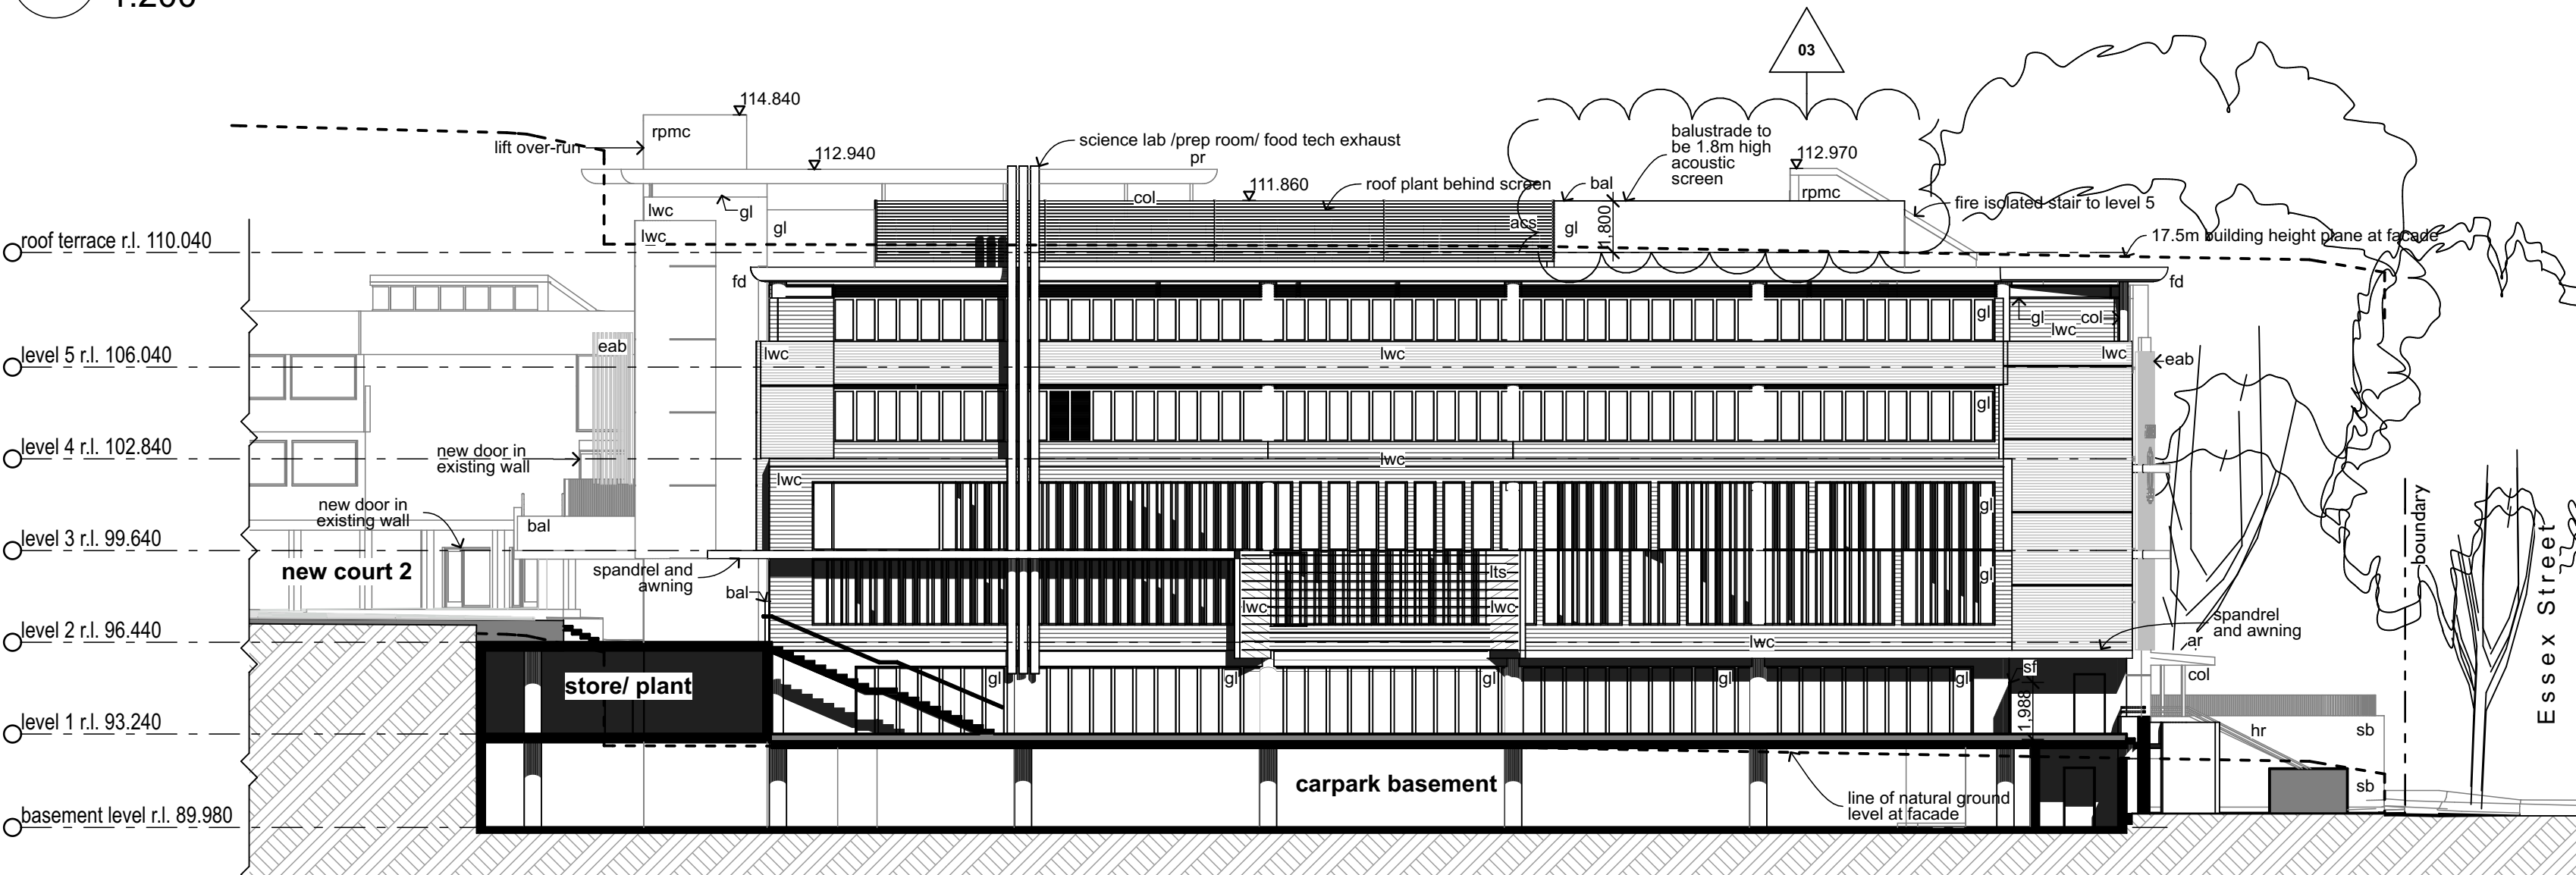 03
114.840
rpmc
lift over-run
112.940
science lab /prep room/ food tech exhaust
pr
balustrade to
be 1.8m high
acoustic
screen
112.970
rpmc
111.860
roof plant behind screen
bal
col
fire isolated stair to level 5
lwc
gl
gl
lwc
acs
gl
1,800
17.5m building height plane at facade
roof terrace r.l. 110.040
fd
fd
gl
gl
col
lwc
level 5 r.l. 106.040
eab
lwc
lwc
lwc
eab
gl
level 4 r.l. 102.840
new door in
existing wall
lwc
lwc
new door in
existing wall
gl
bal
boundary
Essex Street
level 3 r.l. 99.640
new court 2
spandrel and
awning
bal
lts
gl
lwc
lwc
spandrel
and awning
level 2 r.l. 96.440
lwc
ar
store/ plant
gl
gl
gl
gl
gl
sf
col
1,988
level 1 r.l. 93.240
hr
sb
carpark basement
sb
line of natural ground
level at facade
basement level r.l. 89.980